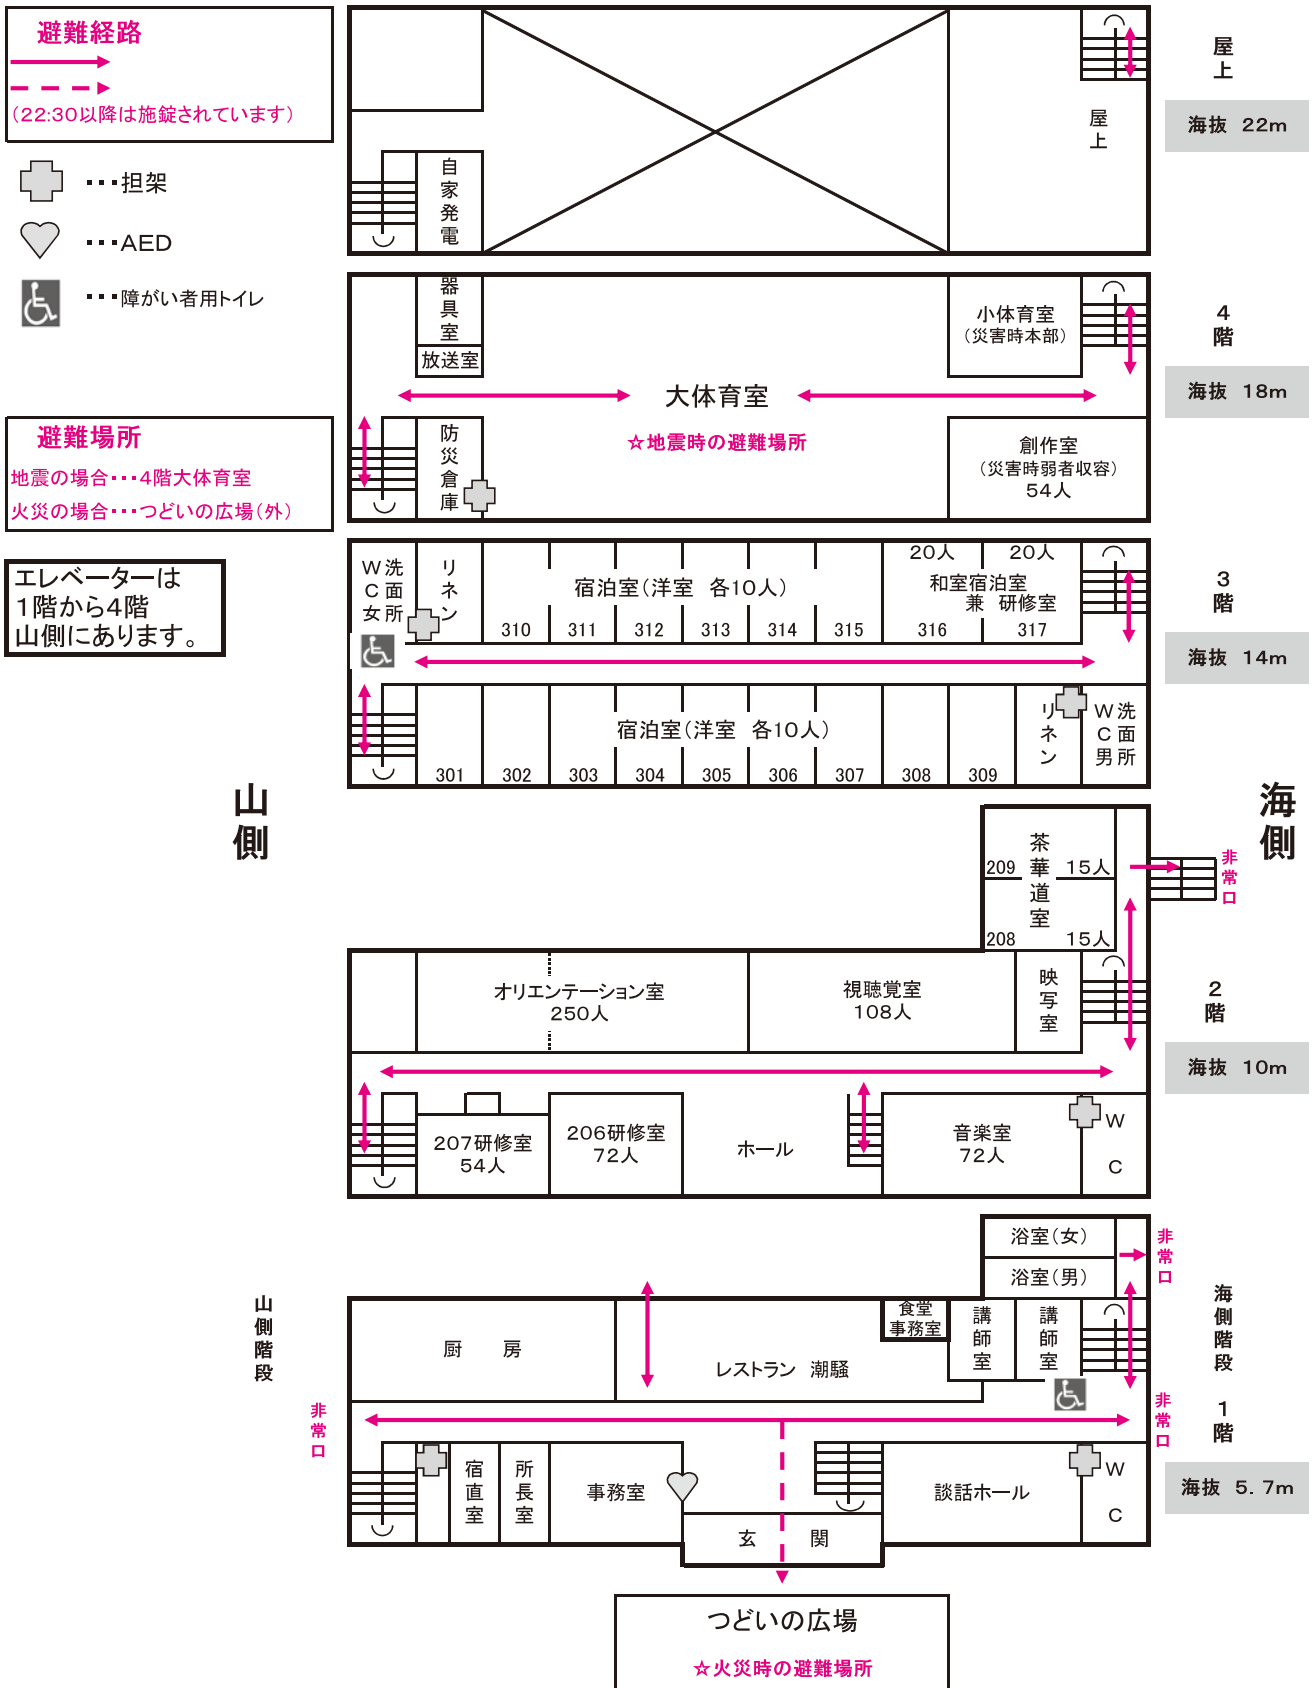 避難経路
(22:30以降は施錠されています)
・・・担架
・・・AED
・・・障がい者用トイレ
避難場所
地震の場合・・・4階大体育室
火災の場合・・・つどいの広場(外)
エレベーターは
1階から4階
山側にあります。
山側
海側
屋上
海抜 22m
屋上
自家発電
4階
海抜 18m
器具室
放送室
小体育室
(災害時本部)
大体育室
☆地震時の避難場所
防災倉庫
創作室
(災害時弱者収容)
54人
3階
海抜 14m
洗面所
WC女
リネン
宿泊室(洋室 各10人)
20人 20人
和室宿泊室
兼 研修室
310 311 312 313 314 315 316 317
宿泊室(洋室 各10人)
リネン
洗面所
WC男
301 302 303 304 305 306 307 308 309
2階
海抜 10m
茶華道室
209 15人
208 15人
非常口
オリエンテーション室
250人
視聴覚室
108人
映写室
207研修室
54人
206研修室
72人
ホール
音楽室
72人
WC
山側階段
海側階段
1階
海抜 5.7m
浴室(女)
浴室(男)
非常口
厨 房
レストラン 潮騒
食堂
事務室
講師室
講師室
非常口
非常口
宿直室
所長室
事務室
玄 関
談話ホール
WC
つどいの広場
☆火災時の避難場所